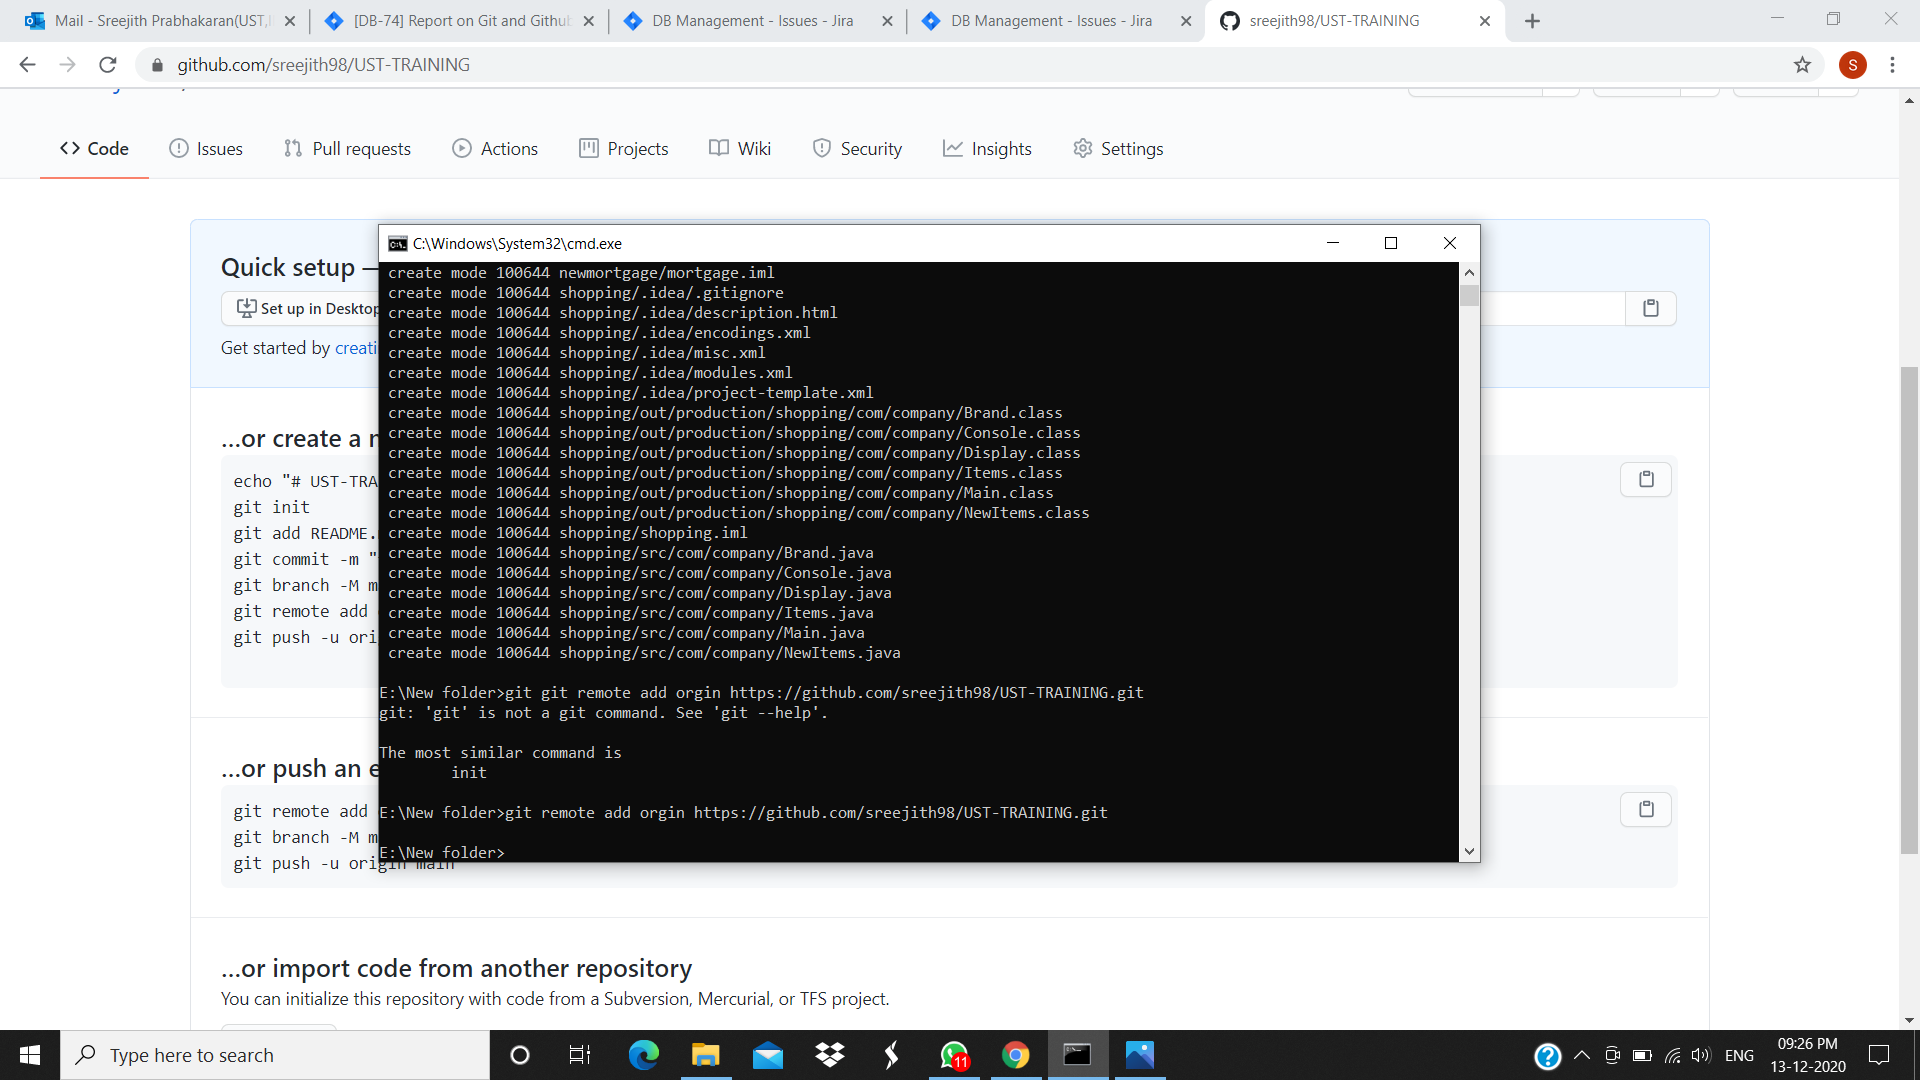 Mail - Sreejith Prabhakaran(UST,
[DB-74] Report on Git and Github
DB Management - Issues - Jira
DB Management - Issues - Jira
sreejith98/UST-TRAINING
github.com/sreejith98/UST-TRAINING
S
Code
Issues
Pull requests
Actions
Projects
Wiki
Security
Insights
Settings
Quick setup —
Set up in Desktop
Get started by creati
...or create a n
echo "# UST-TRA
git init
git add README.
git commit -m "
git branch -M m
git remote add
git push -u ori
...or push an e
git remote add
git branch -M m
git push -u origin main
...or import code from another repository
You can initialize this repository with code from a Subversion, Mercurial, or TFS project.
C:\Windows\System32\cmd.exe
create mode 100644 newmortgage/mortgage.iml
create mode 100644 shopping/.idea/.gitignore
create mode 100644 shopping/.idea/description.html
create mode 100644 shopping/.idea/encodings.xml
create mode 100644 shopping/.idea/misc.xml
create mode 100644 shopping/.idea/modules.xml
create mode 100644 shopping/.idea/project-template.xml
create mode 100644 shopping/out/production/shopping/com/company/Brand.class
create mode 100644 shopping/out/production/shopping/com/company/Console.class
create mode 100644 shopping/out/production/shopping/com/company/Display.class
create mode 100644 shopping/out/production/shopping/com/company/Items.class
create mode 100644 shopping/out/production/shopping/com/company/Main.class
create mode 100644 shopping/out/production/shopping/com/company/NewItems.class
create mode 100644 shopping/shopping.iml
create mode 100644 shopping/src/com/company/Brand.java
create mode 100644 shopping/src/com/company/Console.java
create mode 100644 shopping/src/com/company/Display.java
create mode 100644 shopping/src/com/company/Items.java
create mode 100644 shopping/src/com/company/Main.java
create mode 100644 shopping/src/com/company/NewItems.java
E:\New folder>git git remote add orgin https://github.com/sreejith98/UST-TRAINING.git
git: 'git' is not a git command. See 'git --help'.
The most similar command is
init
E:\New folder>git remote add orgin https://github.com/sreejith98/UST-TRAINING.git
E:\New folder>
Type here to search
11
ENG
09:26 PM
13-12-2020